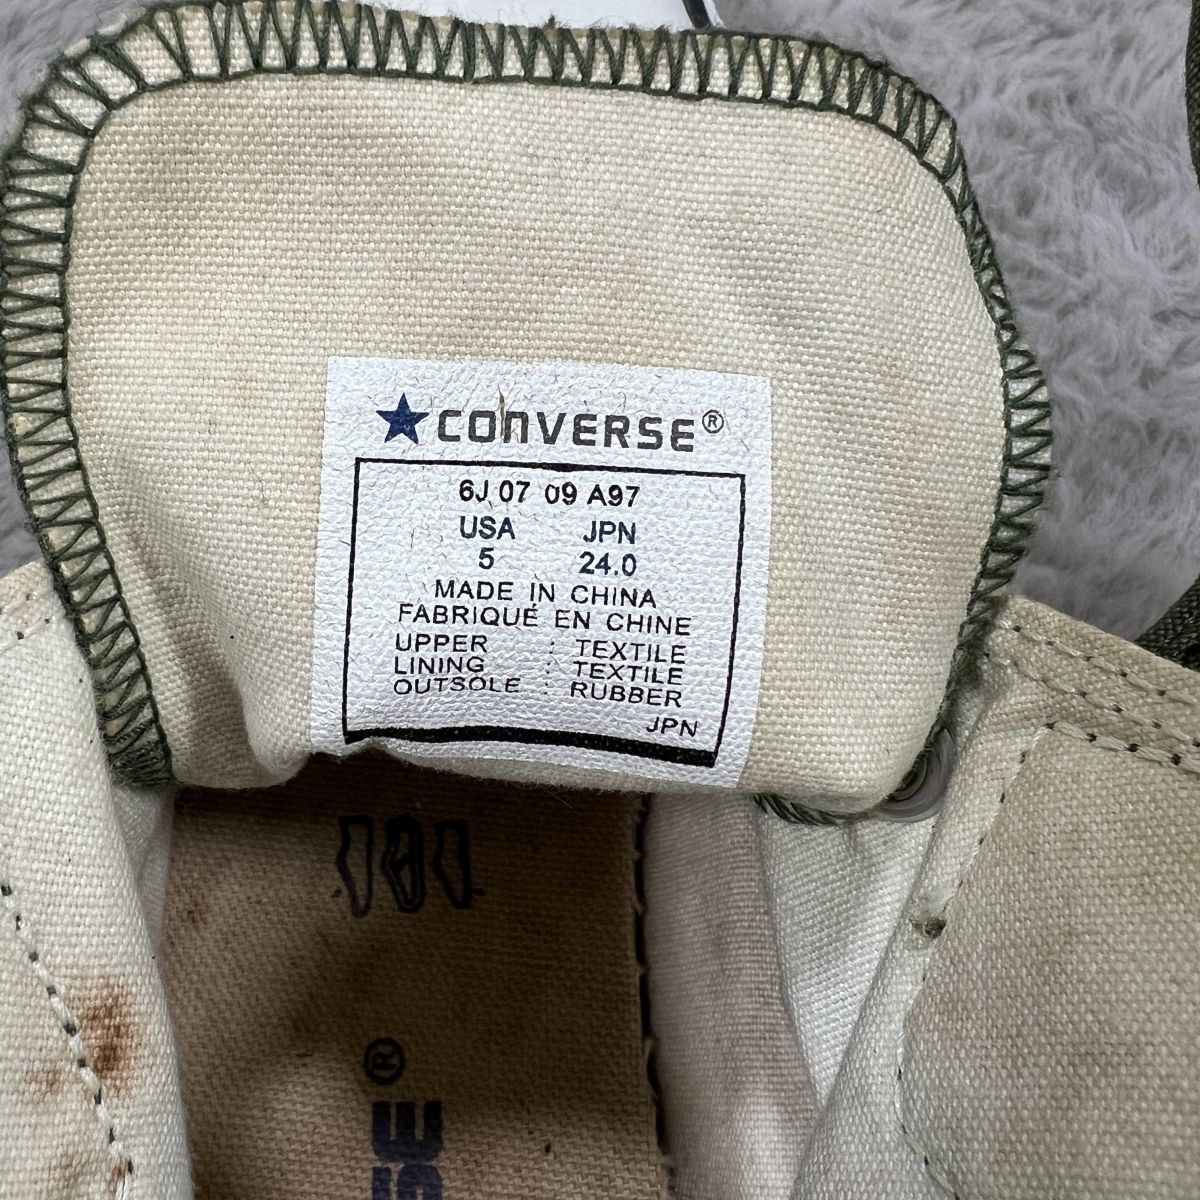 ★CONVERSE®
6J 07 09 A97
USA JPN
5 24.0
MADE IN CHINA
FABRIQUÉ EN CHINE
UPPER : TEXTILE
LINING : TEXTILE
OUTSOLE : RUBBER
JPN
SE®